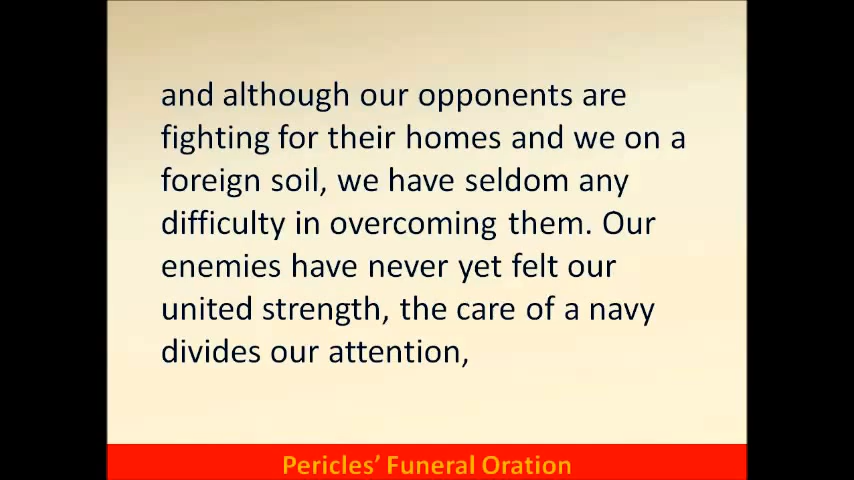 and although our opponents are
fighting for their homes and we on a
foreign soil, we have seldom any
difficulty in overcoming them. Our
enemies have never yet felt our
united strength, the care of a navy
divides our attention,
Pericles’ Funeral Oration